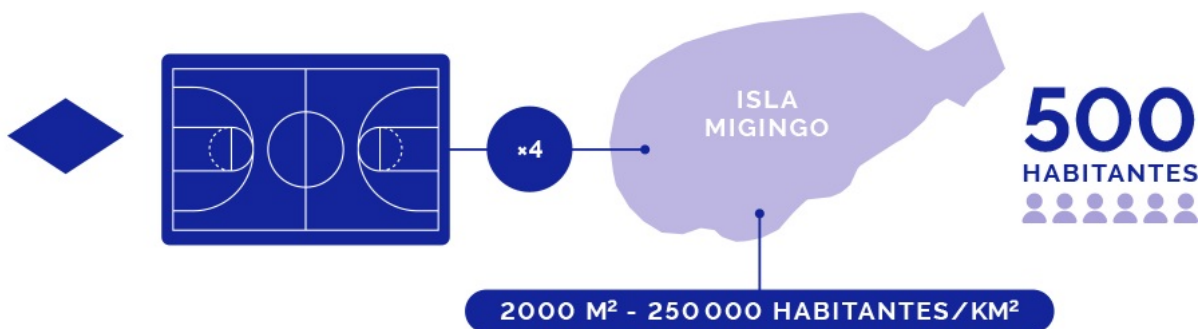 ×4
ISLA
MIGINGO
500
HABITANTES
2000 M² - 250 000 HABITANTES/KM²